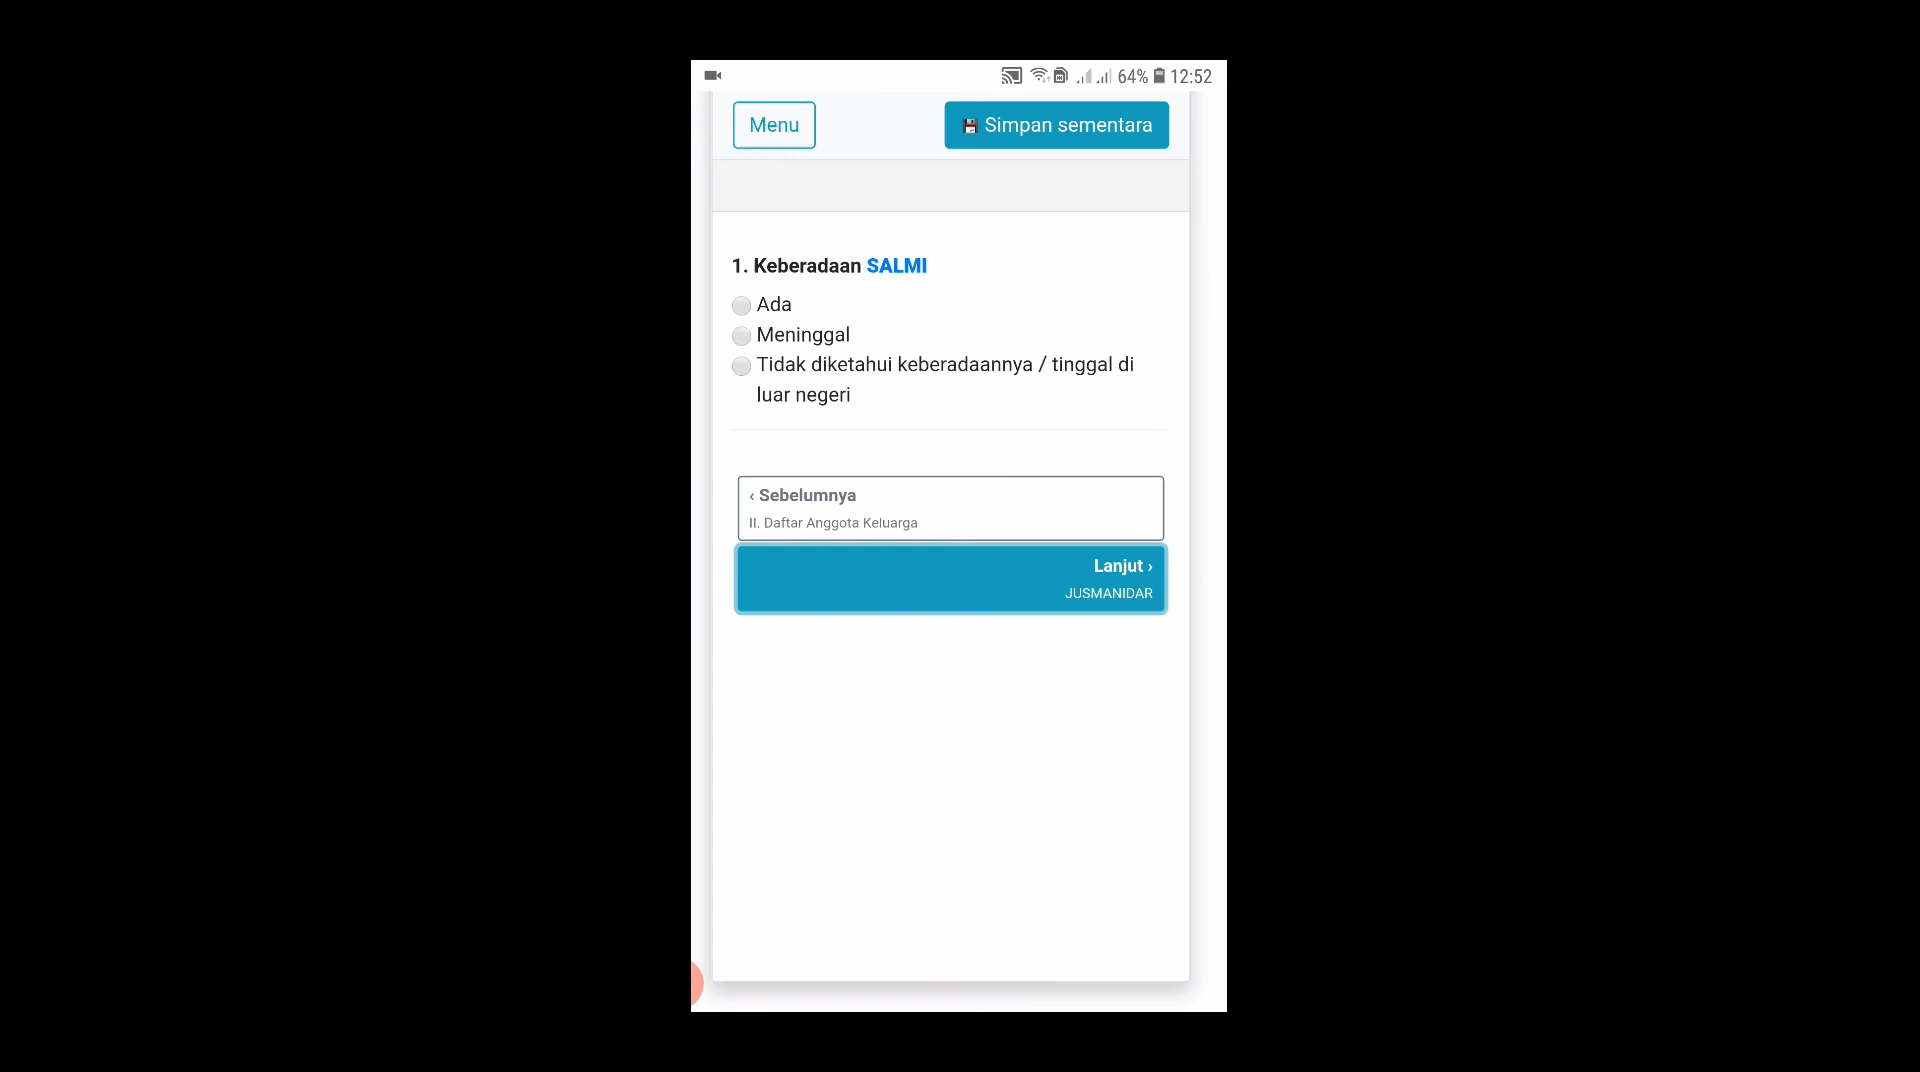 64% 12:52
Menu
Simpan sementara
1. Keberadaan SALMI
Ada
Meninggal
Tidak diketahui keberadaannya / tinggal di
luar negeri
‹ Sebelumnya
II. Daftar Anggota Keluarga
Lanjut ›
JUSMANIDAR